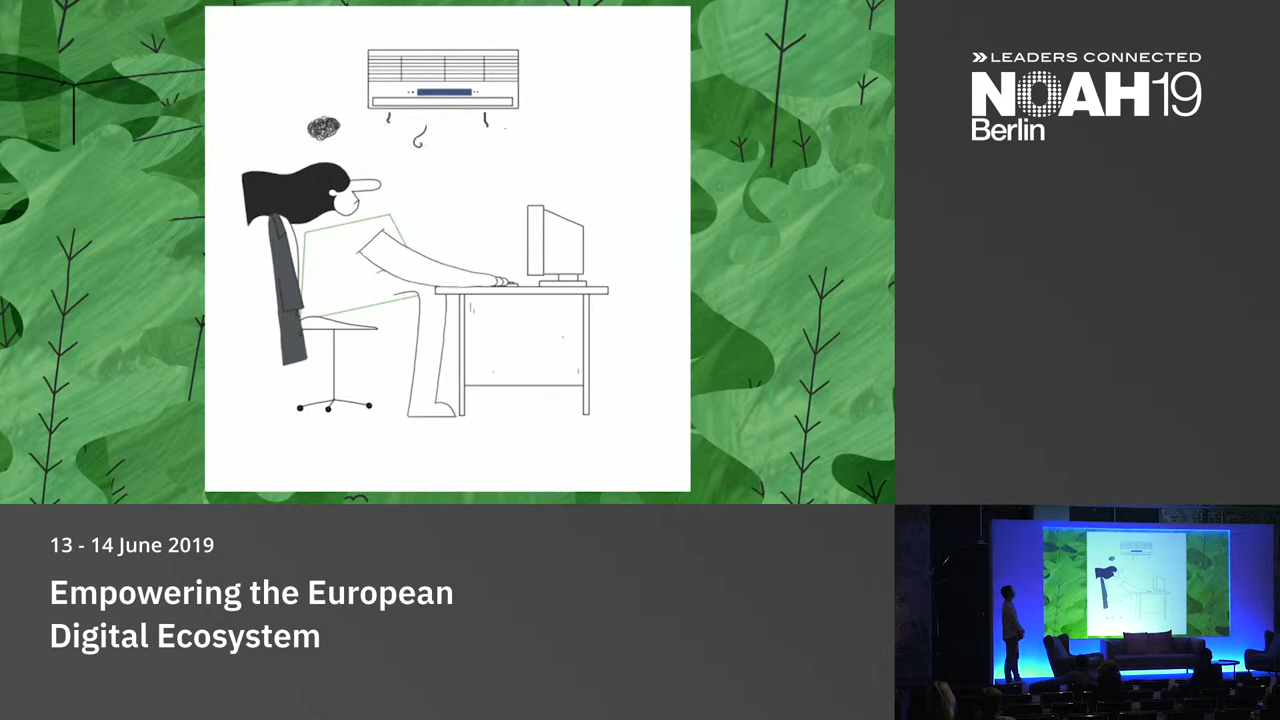 LEADERS CONNECTED
NOAH19
Berlin
13 - 14 June 2019
Empowering the European
Digital Ecosystem